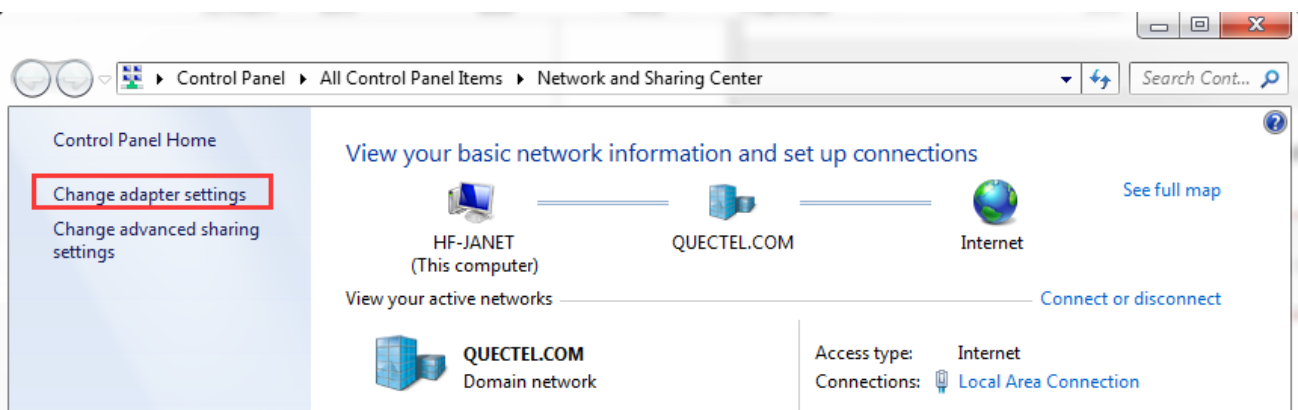 Control Panel ▸ All Control Panel Items ▸ Network and Sharing Center
Search Cont...
Control Panel Home
Change adapter settings
Change advanced sharing
settings
View your basic network information and set up connections
See full map
HF-JANET
(This computer)
QUECTEL.COM
Internet
View your active networks
Connect or disconnect
QUECTEL.COM
Domain network
Access type: Internet
Connections: Local Area Connection